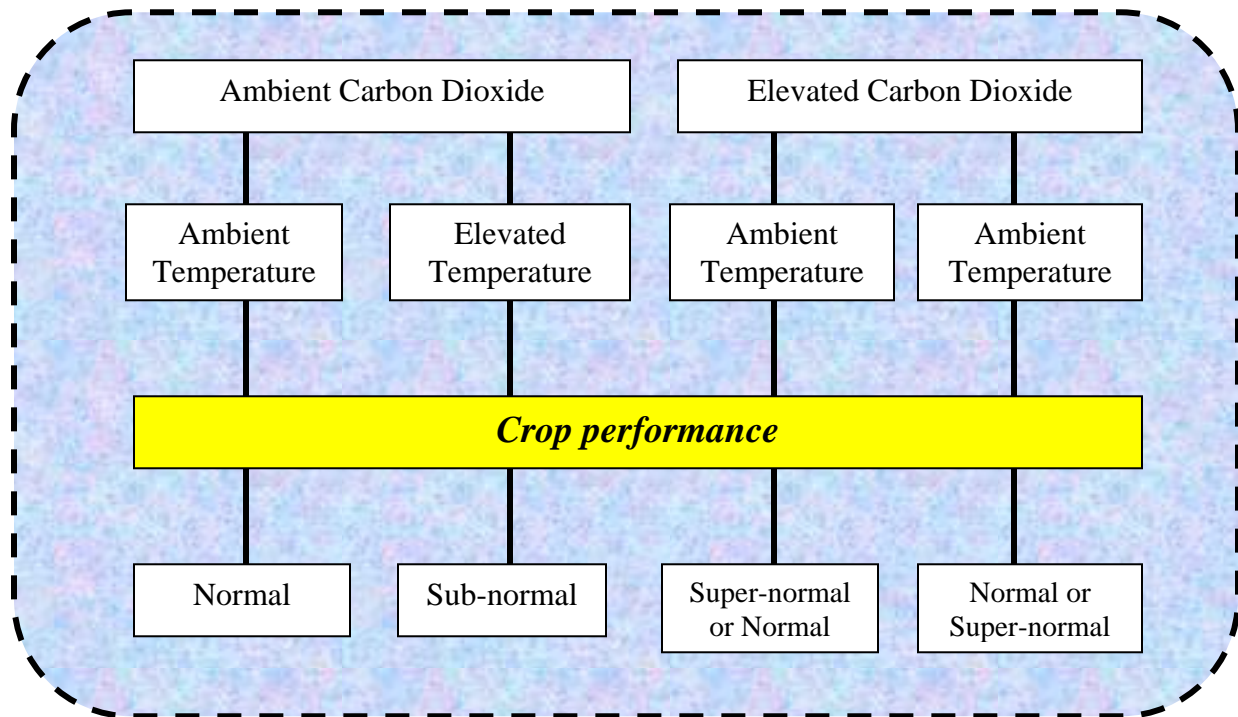 Ambient Carbon Dioxide
Elevated Carbon Dioxide
Ambient
Temperature
Elevated
Temperature
Ambient
Temperature
Ambient
Temperature
Crop performance
Normal
Sub-normal
Super-normal
or Normal
Normal or
Super-normal